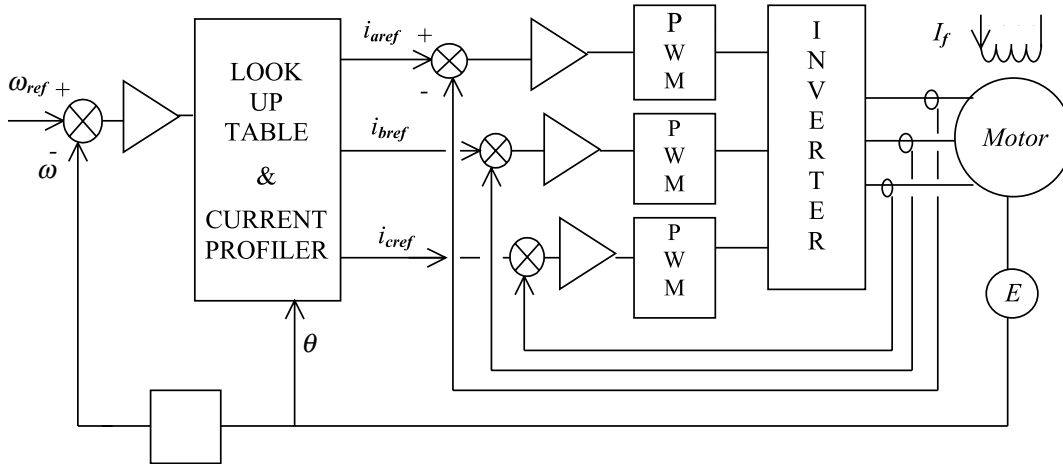 ω_ref +
-
ω
LOOK
UP
TABLE
&
CURRENT
PROFILER
θ
i_aref +
-
i_bref
i_cref
P
W
M
P
W
M
P
W
M
I
N
V
E
R
T
E
R
I_f
Motor
E